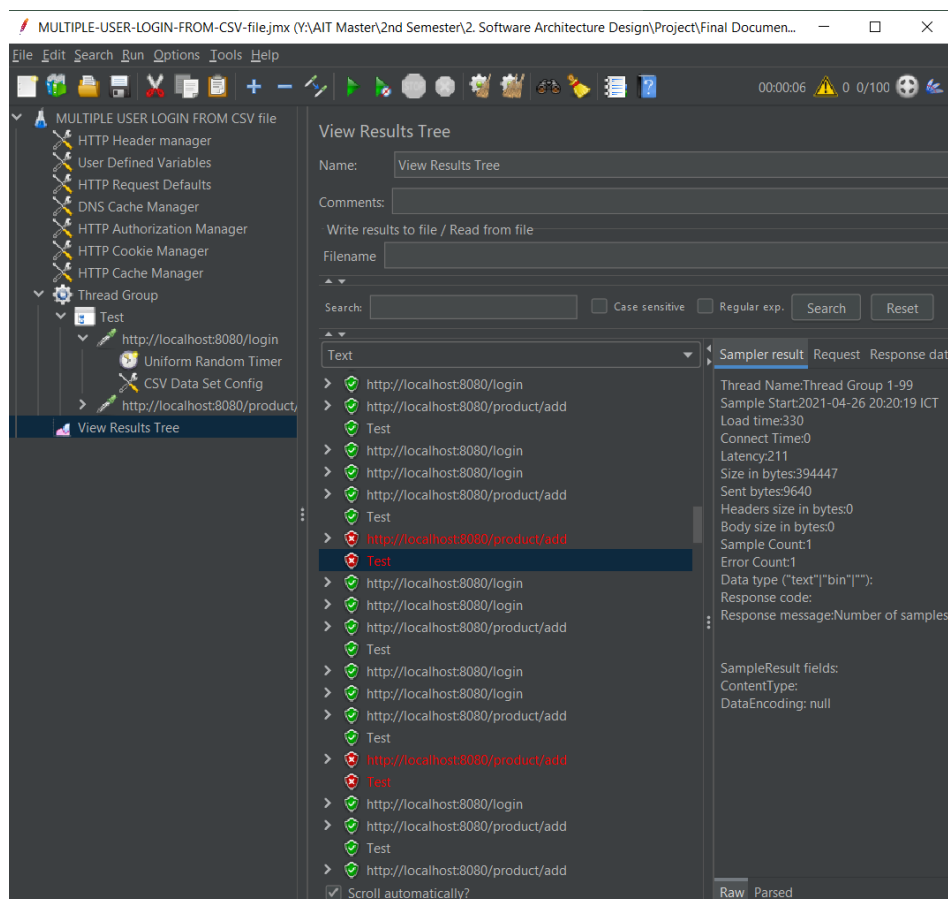 MULTIPLE-USER-LOGIN-FROM-CSV-file.jmx (Y:\AIT Master\2nd Semester\2. Software Architecture Design\Project\Final Documen...
File Edit Search Run Options Tools Help
00:00:06 0 0/100
MULTIPLE USER LOGIN FROM CSV file
HTTP Header manager
User Defined Variables
HTTP Request Defaults
DNS Cache Manager
HTTP Authorization Manager
HTTP Cookie Manager
HTTP Cache Manager
Thread Group
Test
http://localhost:8080/login
Uniform Random Timer
CSV Data Set Config
http://localhost:8080/product/
View Results Tree
View Results Tree
Name: View Results Tree
Comments:
Write results to file / Read from file
Filename
Search: Case sensitive Regular exp. Search Reset
Text
http://localhost:8080/login
http://localhost:8080/product/add
Test
http://localhost:8080/login
http://localhost:8080/login
http://localhost:8080/product/add
Test
http://localhost:8080/product/add
Test
http://localhost:8080/login
http://localhost:8080/login
http://localhost:8080/product/add
Test
http://localhost:8080/login
http://localhost:8080/login
http://localhost:8080/product/add
Test
http://localhost:8080/product/add
Test
http://localhost:8080/login
http://localhost:8080/product/add
Test
http://localhost:8080/product/add
Scroll automatically?
Sampler result Request Response dat
Thread Name:Thread Group 1-99
Sample Start:2021-04-26 20:20:19 ICT
Load time:330
Connect Time:0
Latency:211
Size in bytes:394447
Sent bytes:9640
Headers size in bytes:0
Body size in bytes:0
Sample Count:1
Error Count:1
Data type ("text"|"bin"|""):
Response code:
Response message:Number of samples
SampleResult fields:
ContentType:
DataEncoding: null
Raw Parsed